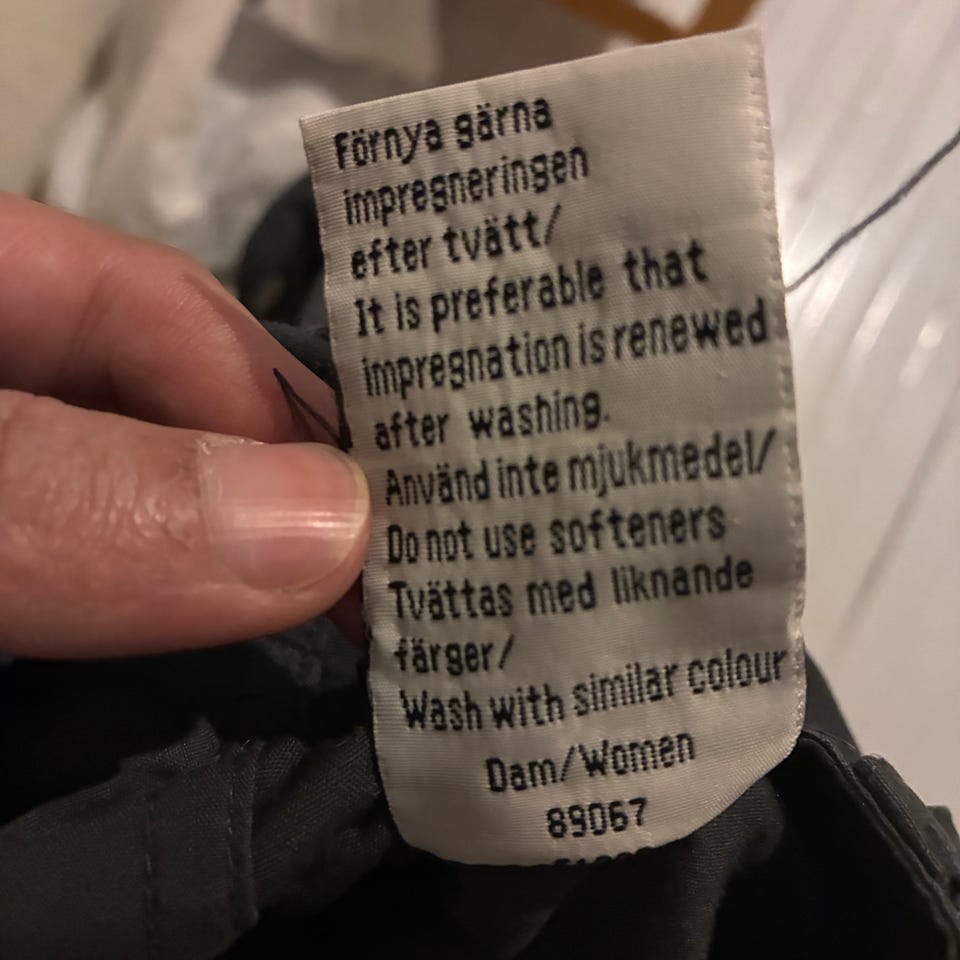 Förnya gärna
impregneringen
efter tvätt/
It is preferable that
impregnation is renewed
after washing.
Använd inte mjukmedel/
Do not use softeners
Tvättas med liknande
färger/
Wash with similar colour
Dam/Women
89067